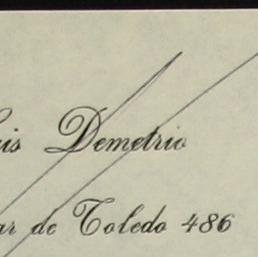 is Demetrio
ar de Toledo 486